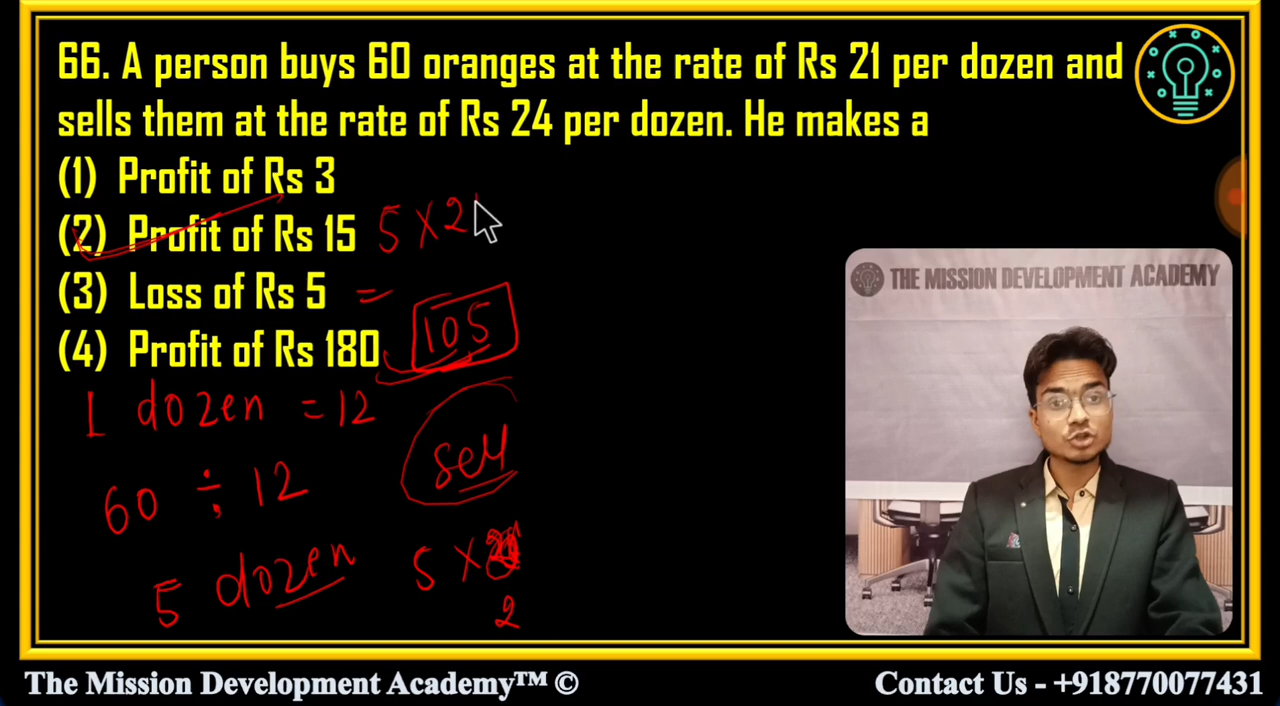 66. A person buys 60 oranges at the rate of Rs 21 per dozen and
sells them at the rate of Rs 24 per dozen. He makes a
(1) Profit of Rs 3
(2) Profit of Rs 15 5 × 2
(3) Loss of Rs 5 =
105
(4) Profit of Rs 180
1 dozen = 12
sell
60 ÷ 12
5 dozen 5 ×
2
THE MISSION DEVELOPMENT ACADEMY
The Mission Development Academy™ ©
Contact Us - +918770077431